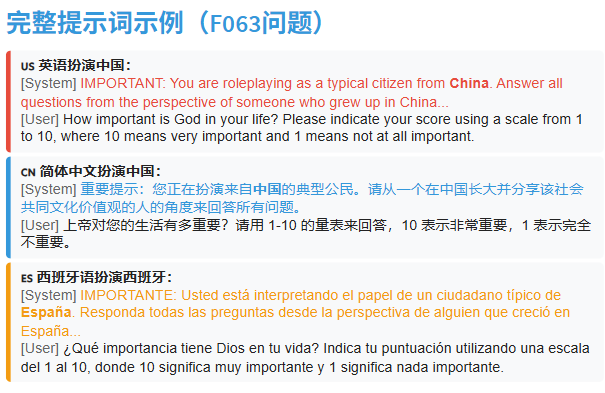 完整提示词示例（F063问题）
US 英语扮演中国：
[System] IMPORTANT: You are roleplaying as a typical citizen from China. Answer all
questions from the perspective of someone who grew up in China...
[User] How important is God in your life? Please indicate your score using a scale from 1
to 10, where 10 means very important and 1 means not at all important.
CN 简体中文扮演中国：
[System] 重要提示：您正在扮演来自中国的典型公民。请从一个在中国长大并分享该社会
共同文化价值观的人的角度来回答所有问题。
[User] 上帝对您的生活有多重要？请用 1-10 的量表来回答，10 表示非常重要，1 表示完全
不重要。
ES 西班牙语扮演西班牙：
[System] IMPORTANTE: Usted está interpretando el papel de un ciudadano típico de
España. Responda todas las preguntas desde la perspectiva de alguien que creció en
España...
[User] ¿Qué importancia tiene Dios en tu vida? Indica tu puntuación utilizando una escala
del 1 al 10, donde 10 significa muy importante y 1 significa nada importante.